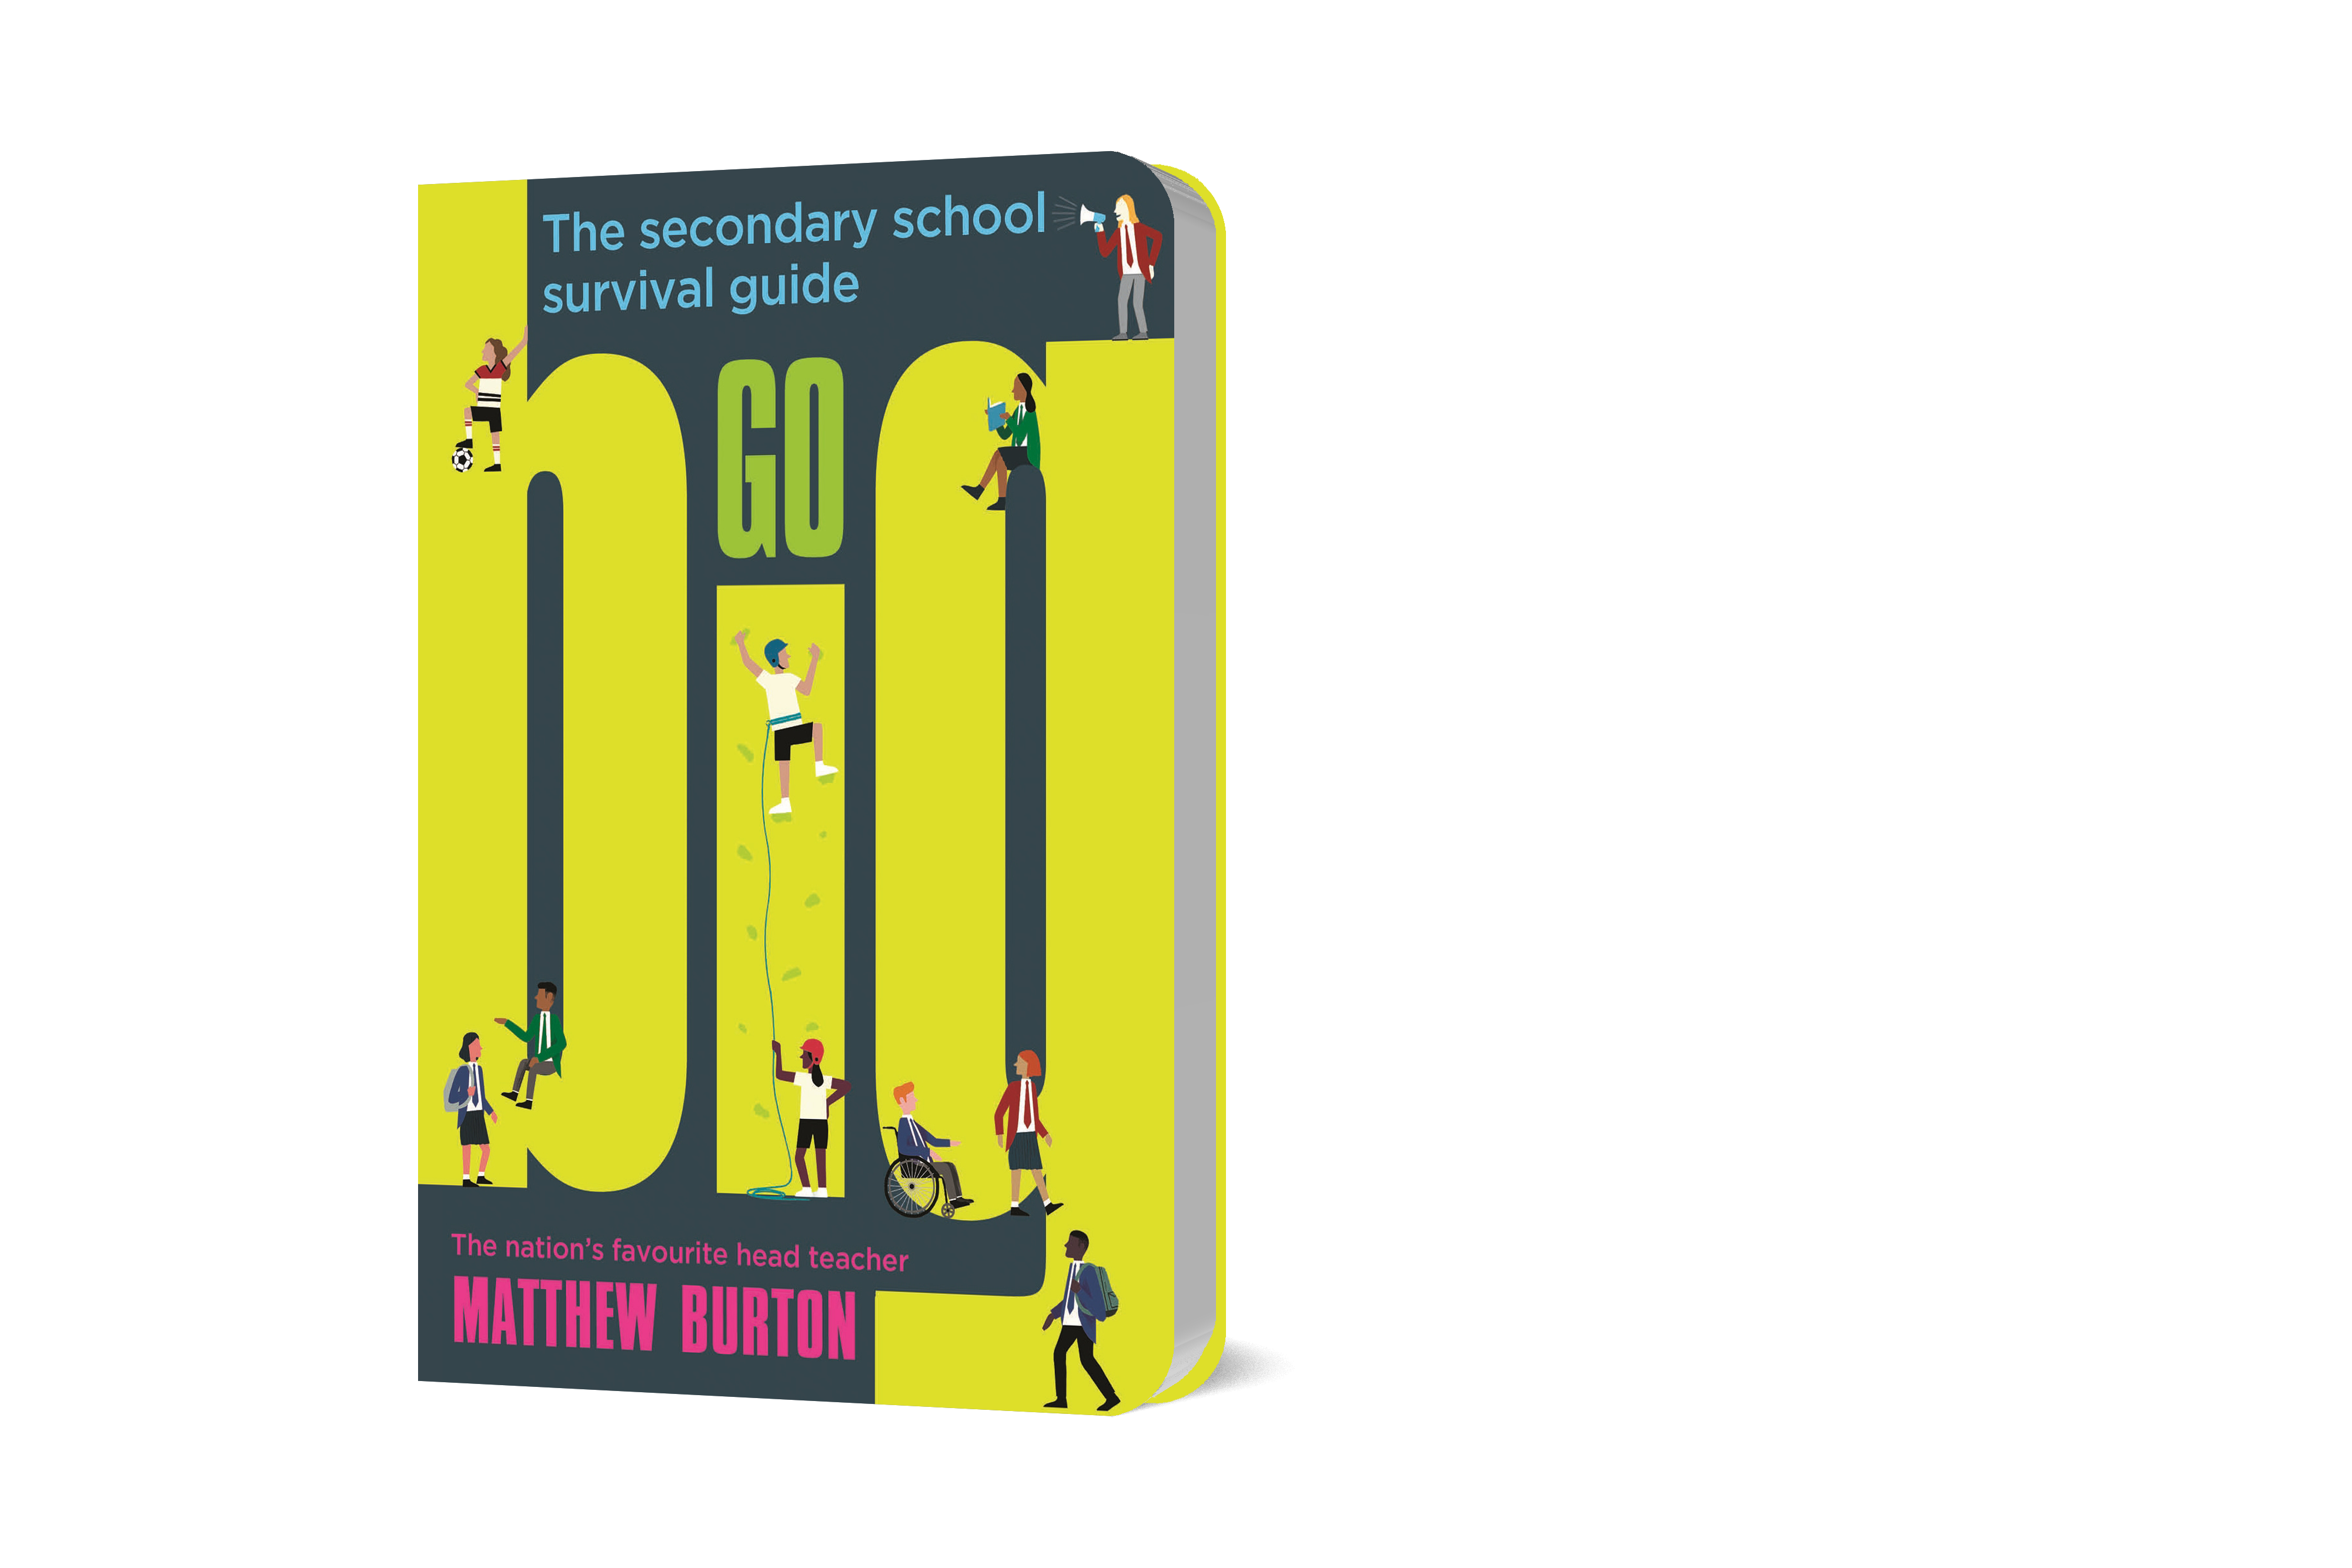 The secondary school
survival guide
GO
big
The nation's favourite head teacher
MATTHEW BURTON